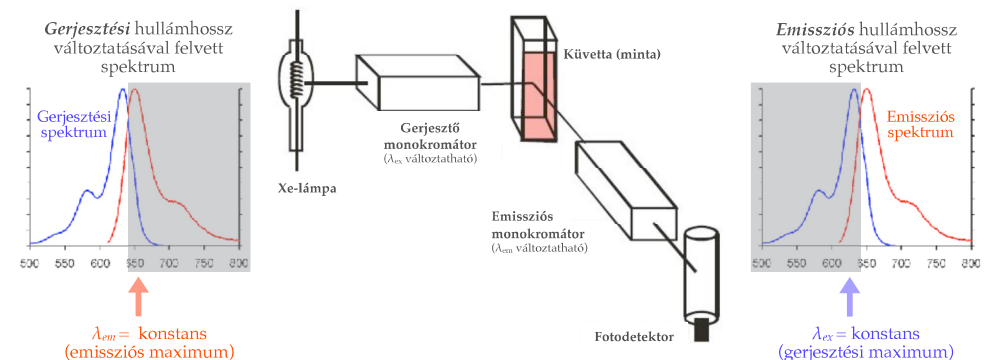 Gerjesztési hullámhossz
változtatásával felvett
spektrum
Gerjesztési
spektrum
500 550 600 650 700 750 800
λem = konstans
(emissziós maximum)
Xe-lámpa
Gerjesztő
monokromátor
(λex változtatható)
Küvetta (minta)
Emissziós
monokromátor
(λem változtatható)
Fotodetektor
Emissziós hullámhossz
változtatásával felvett
spektrum
Emissziós
spektrum
500 550 600 650 700 750 800
λex = konstans
(gerjesztési maximum)